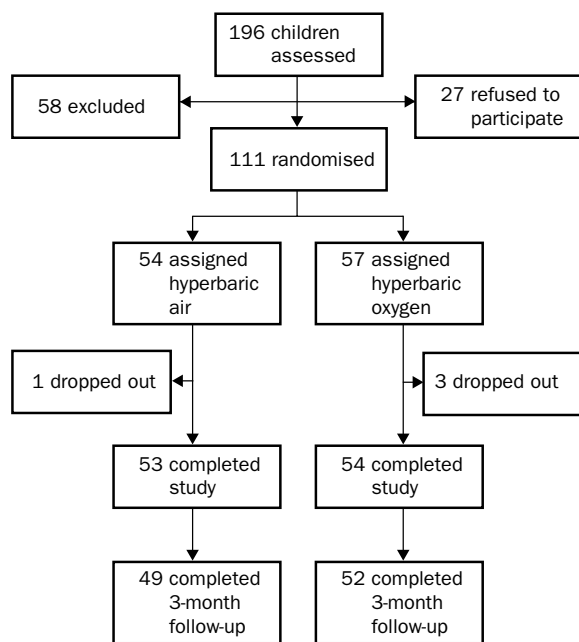 196 children
assessed
58 excluded
27 refused to
participate
111 randomised
54 assigned
hyperbaric
air
57 assigned
hyperbaric
oxygen
1 dropped out
3 dropped out
53 completed
study
54 completed
study
49 completed
3-month
follow-up
52 completed
3-month
follow-up